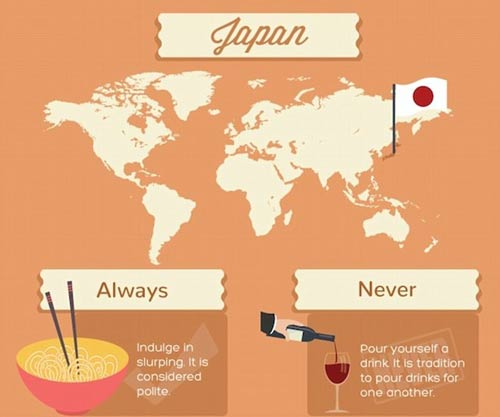 Japan
Always
Never
Indulge in
slurping. It is
considered
polite.
Pour yourself a
drink. It is tradition
to pour drinks for
one another.